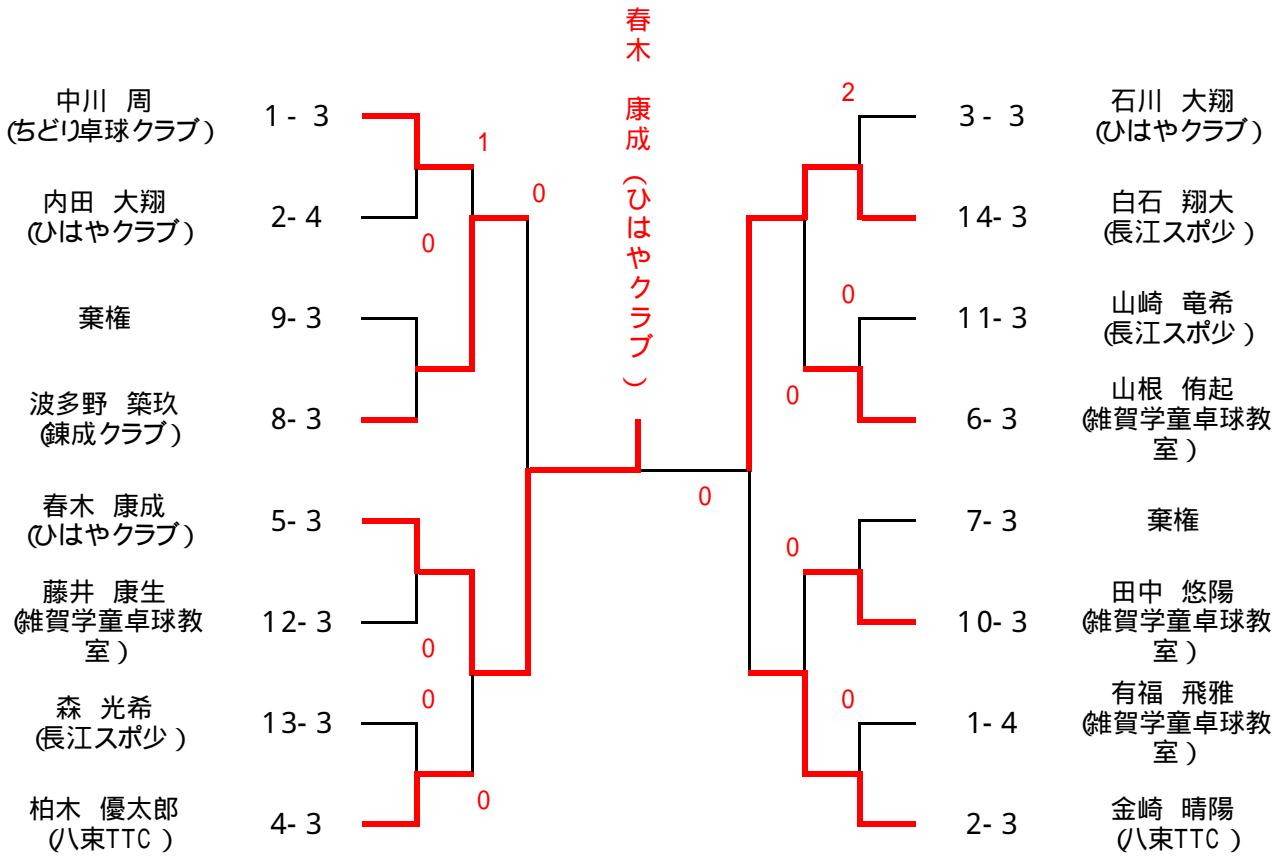 春木 康成 (ひはやクラブ)
中川 周
(ちどり卓球クラブ)
1- 3
1
内田 大翔
(ひはやクラブ)
2- 4
0
0
棄権
9- 3
波多野 築玖
(錬成クラブ)
8- 3
春木 康成
(ひはやクラブ)
5- 3
藤井 康生
(雑賀学童卓球教
室)
12- 3
0
0
森 光希
(長江スポ少)
13- 3
柏木 優太郎
(八束TTC)
4- 3
0
0
2
3- 3
石川 大翔
(ひはやクラブ)
14- 3
白石 翔大
(長江スポ少)
0
11- 3
山崎 竜希
(長江スポ少)
0
6- 3
山根 侑起
(雑賀学童卓球教
室)
7- 3
棄権
0
10- 3
田中 悠陽
(雑賀学童卓球教
室)
0
1- 4
有福 飛雅
(雑賀学童卓球教
室)
2- 3
金崎 晴陽
(八束TTC)